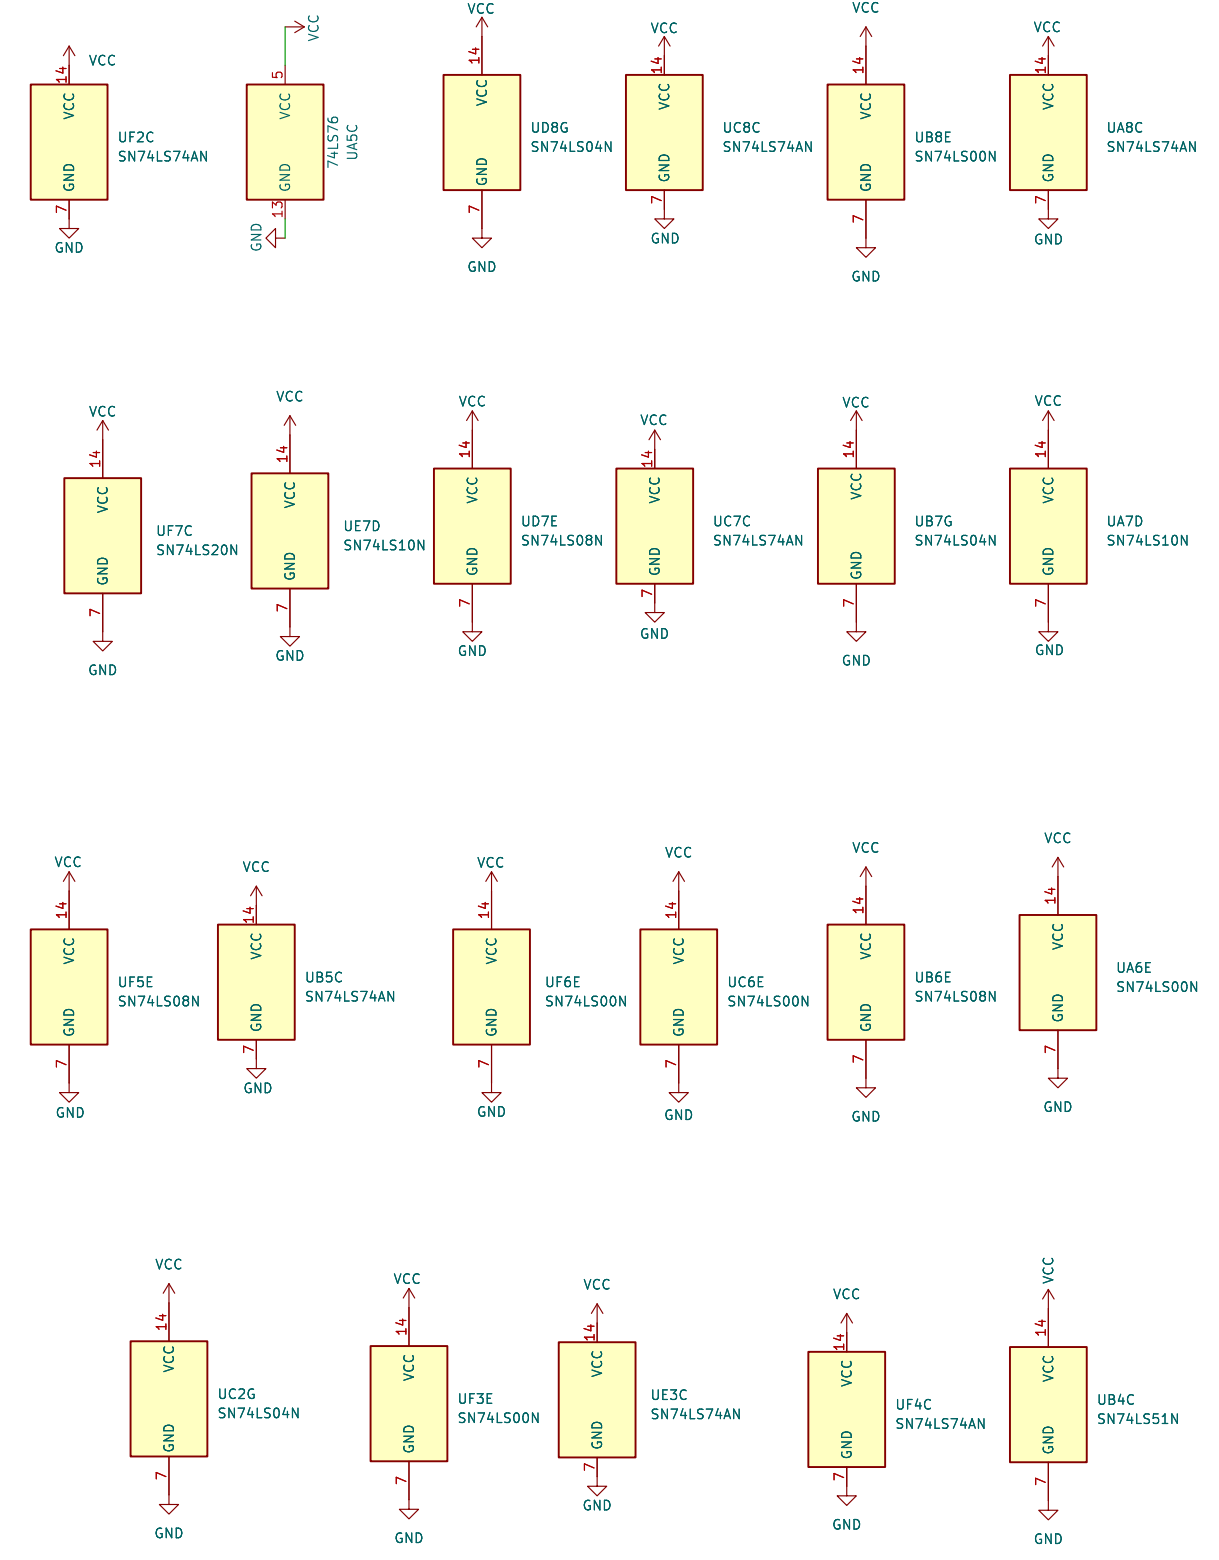 VCC
14
VCC
GND
7
GND
UF2C
SN74LS74AN
VCC
5
VCC
GND
13
GND
74LS76
UA5C
VCC
14
VCC
GND
7
GND
UD8G
SN74LS04N
VCC
14
VCC
GND
7
GND
UC8C
SN74LS74AN
VCC
14
VCC
GND
7
GND
UB8E
SN74LS00N
VCC
14
VCC
GND
7
GND
UA8C
SN74LS74AN
VCC
14
VCC
GND
7
GND
UF7C
SN74LS20N
VCC
14
VCC
GND
7
GND
UE7D
SN74LS10N
VCC
14
VCC
GND
7
GND
UD7E
SN74LS08N
VCC
14
VCC
GND
7
GND
UC7C
SN74LS74AN
VCC
14
VCC
GND
7
GND
UB7G
SN74LS04N
VCC
14
VCC
GND
7
GND
UA7D
SN74LS10N
VCC
14
VCC
GND
7
GND
UF5E
SN74LS08N
VCC
14
VCC
GND
7
GND
UB5C
SN74LS74AN
VCC
14
VCC
GND
7
GND
UF6E
SN74LS00N
VCC
14
VCC
GND
7
GND
UC6E
SN74LS00N
VCC
14
VCC
GND
7
GND
UB6E
SN74LS08N
VCC
14
VCC
GND
7
GND
UA6E
SN74LS00N
VCC
14
VCC
GND
7
GND
UC2G
SN74LS04N
VCC
14
VCC
GND
7
GND
UF3E
SN74LS00N
VCC
14
VCC
GND
7
GND
UE3C
SN74LS74AN
VCC
14
VCC
GND
7
GND
UF4C
SN74LS74AN
VCC
14
VCC
GND
7
GND
UB4C
SN74LS51N